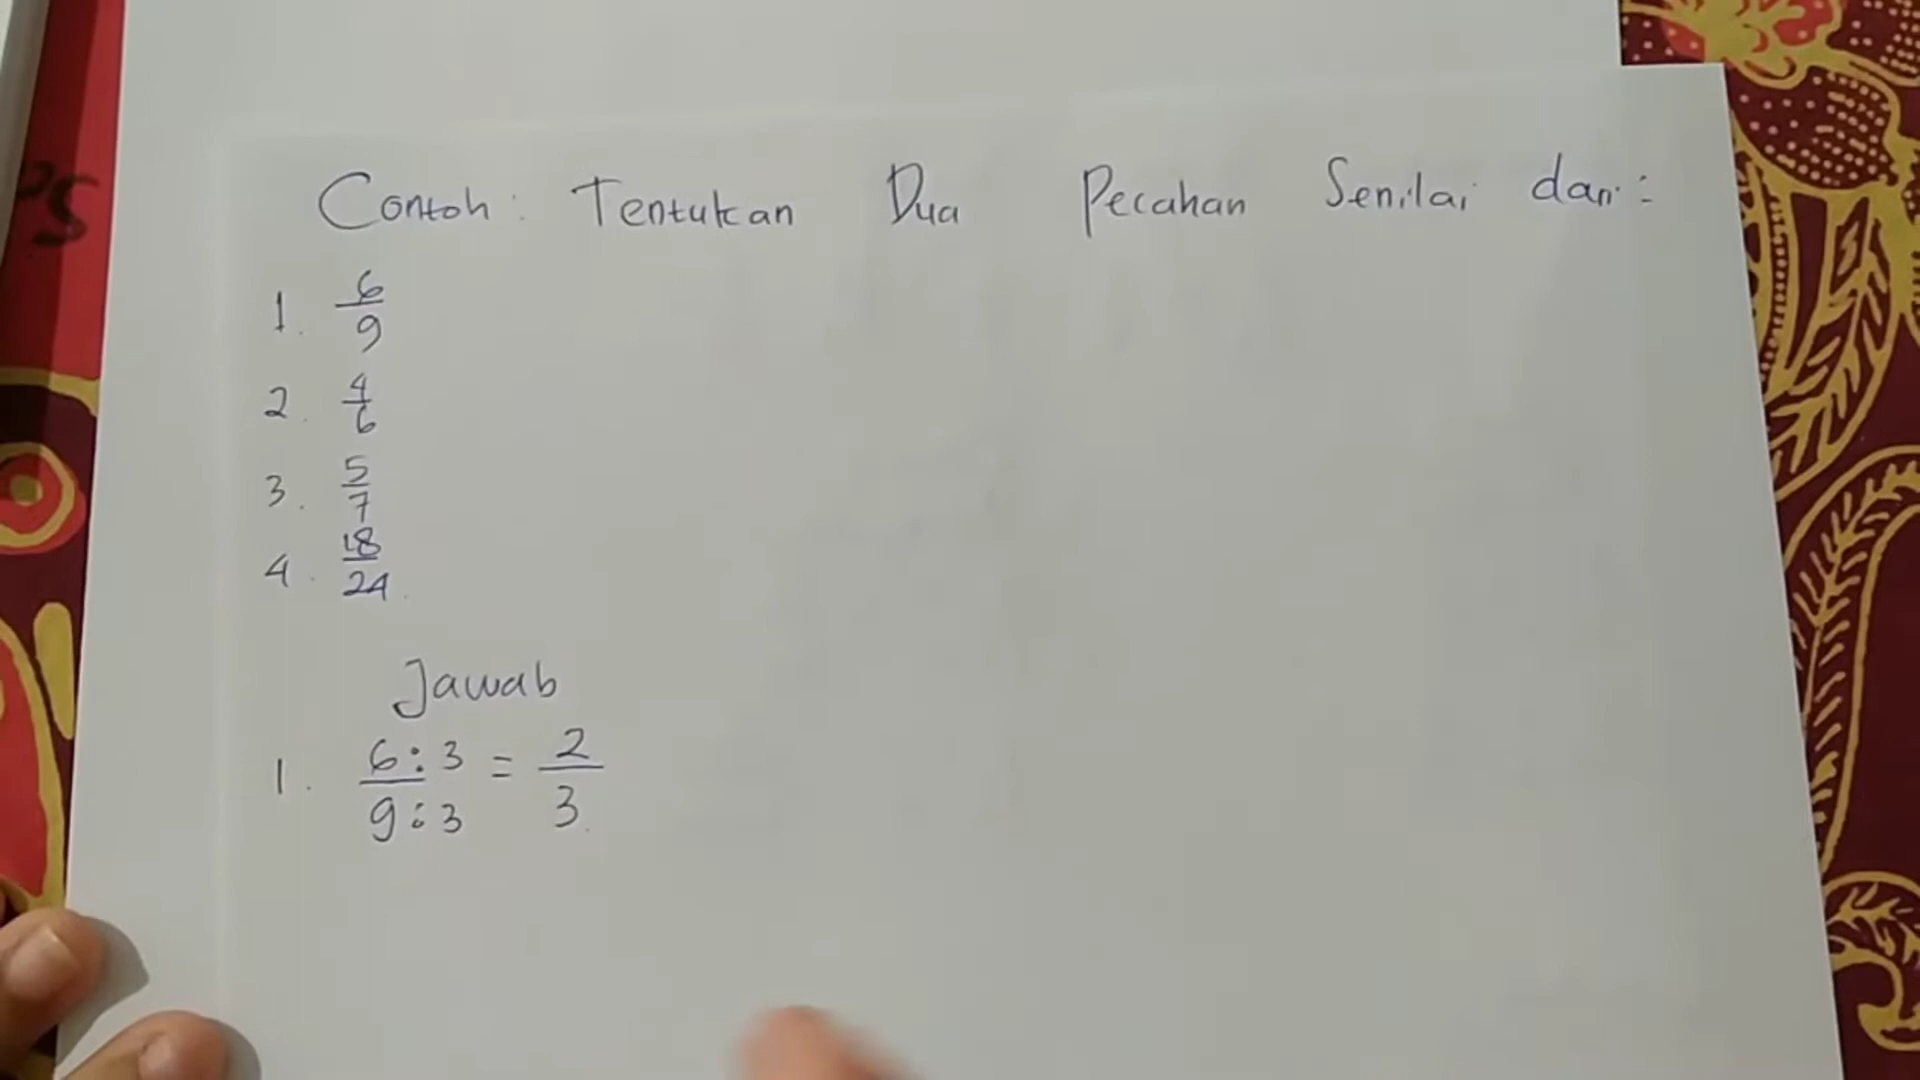 Contoh : Tentukan Dua Pecahan Senilai dari :
1. 6/9
2. 4/6
3. 5/7
4. 18/24
Jawab
1. 6:3/9:3 = 2/3